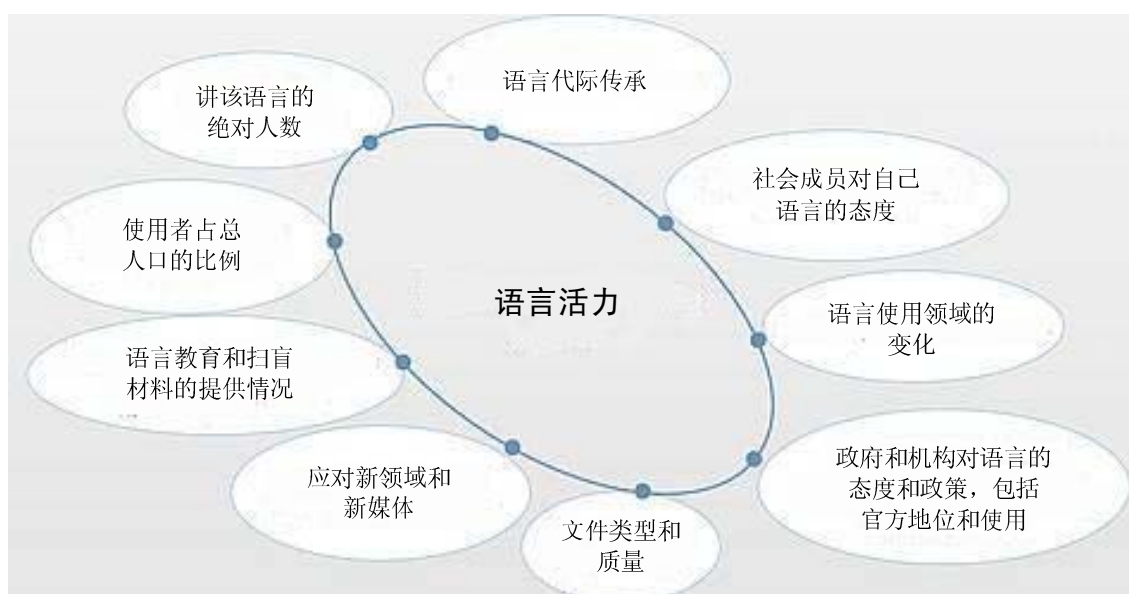 语言代际传承
讲该语言的
绝对人数
社会成员对自己
语言的态度
使用者占总
人口的比例
语言活力
语言使用领域的
变化
语言教育和扫盲
材料的提供情况
政府和机构对语言的
态度和政策，包括
官方地位和使用
应对新领域和
新媒体
文件类型和
质量